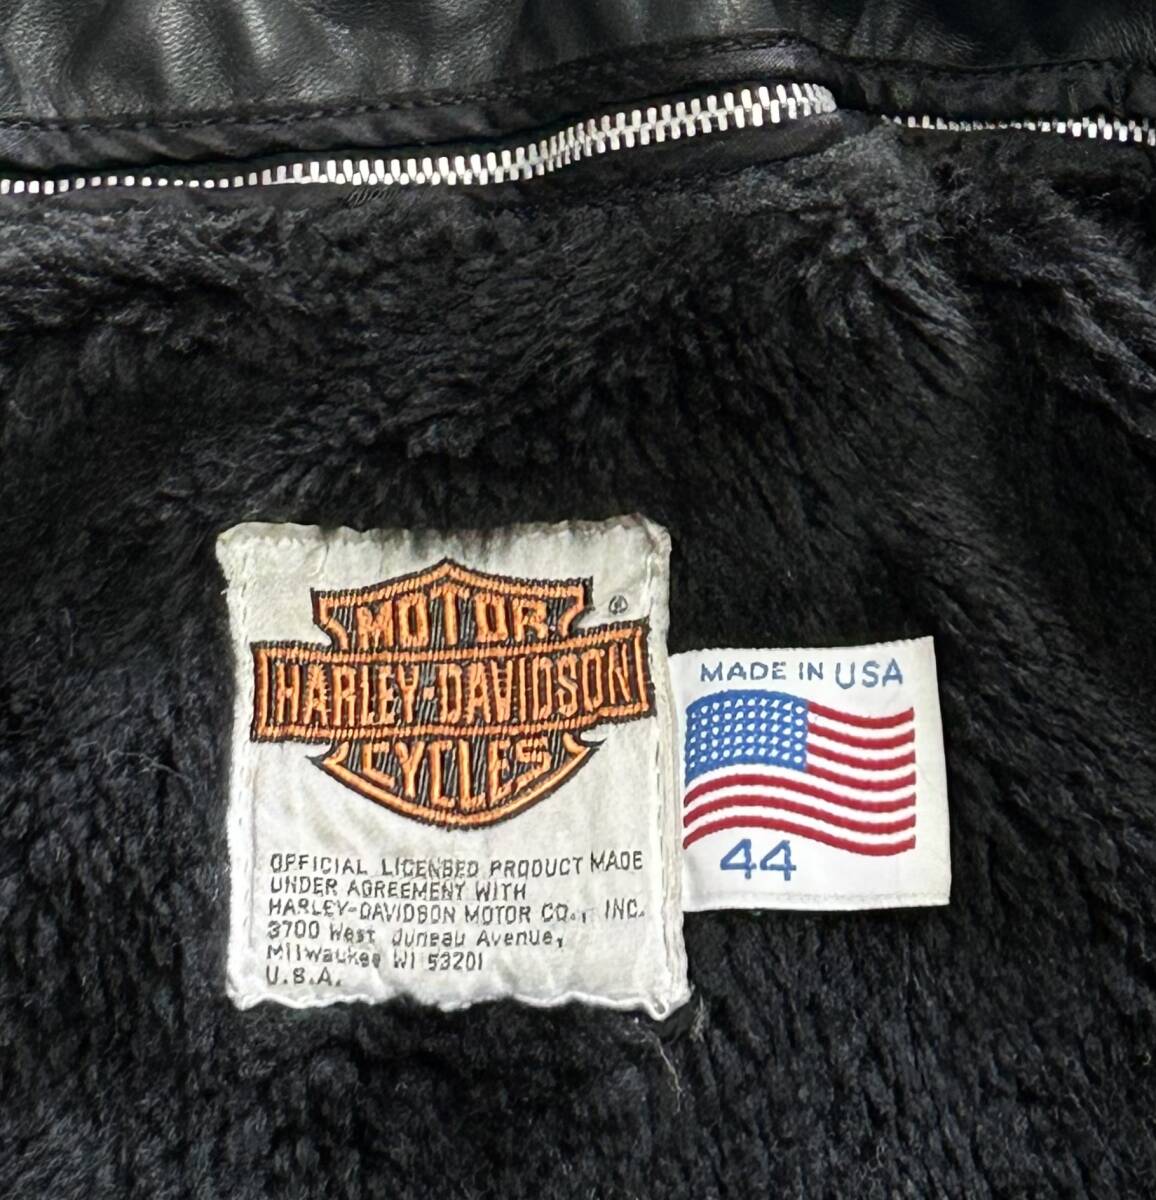 MOTOR
HARLEY-DAVIDSON
CYCLES
®
OFFICIAL LICENSED PRODUCT MADE
UNDER AGREEMENT WITH
HARLEY-DAVIDSON MOTOR CO., INC.
3700 West Juneau Avenue,
Milwaukee WI 53201
U.S.A.
MADE IN USA
44